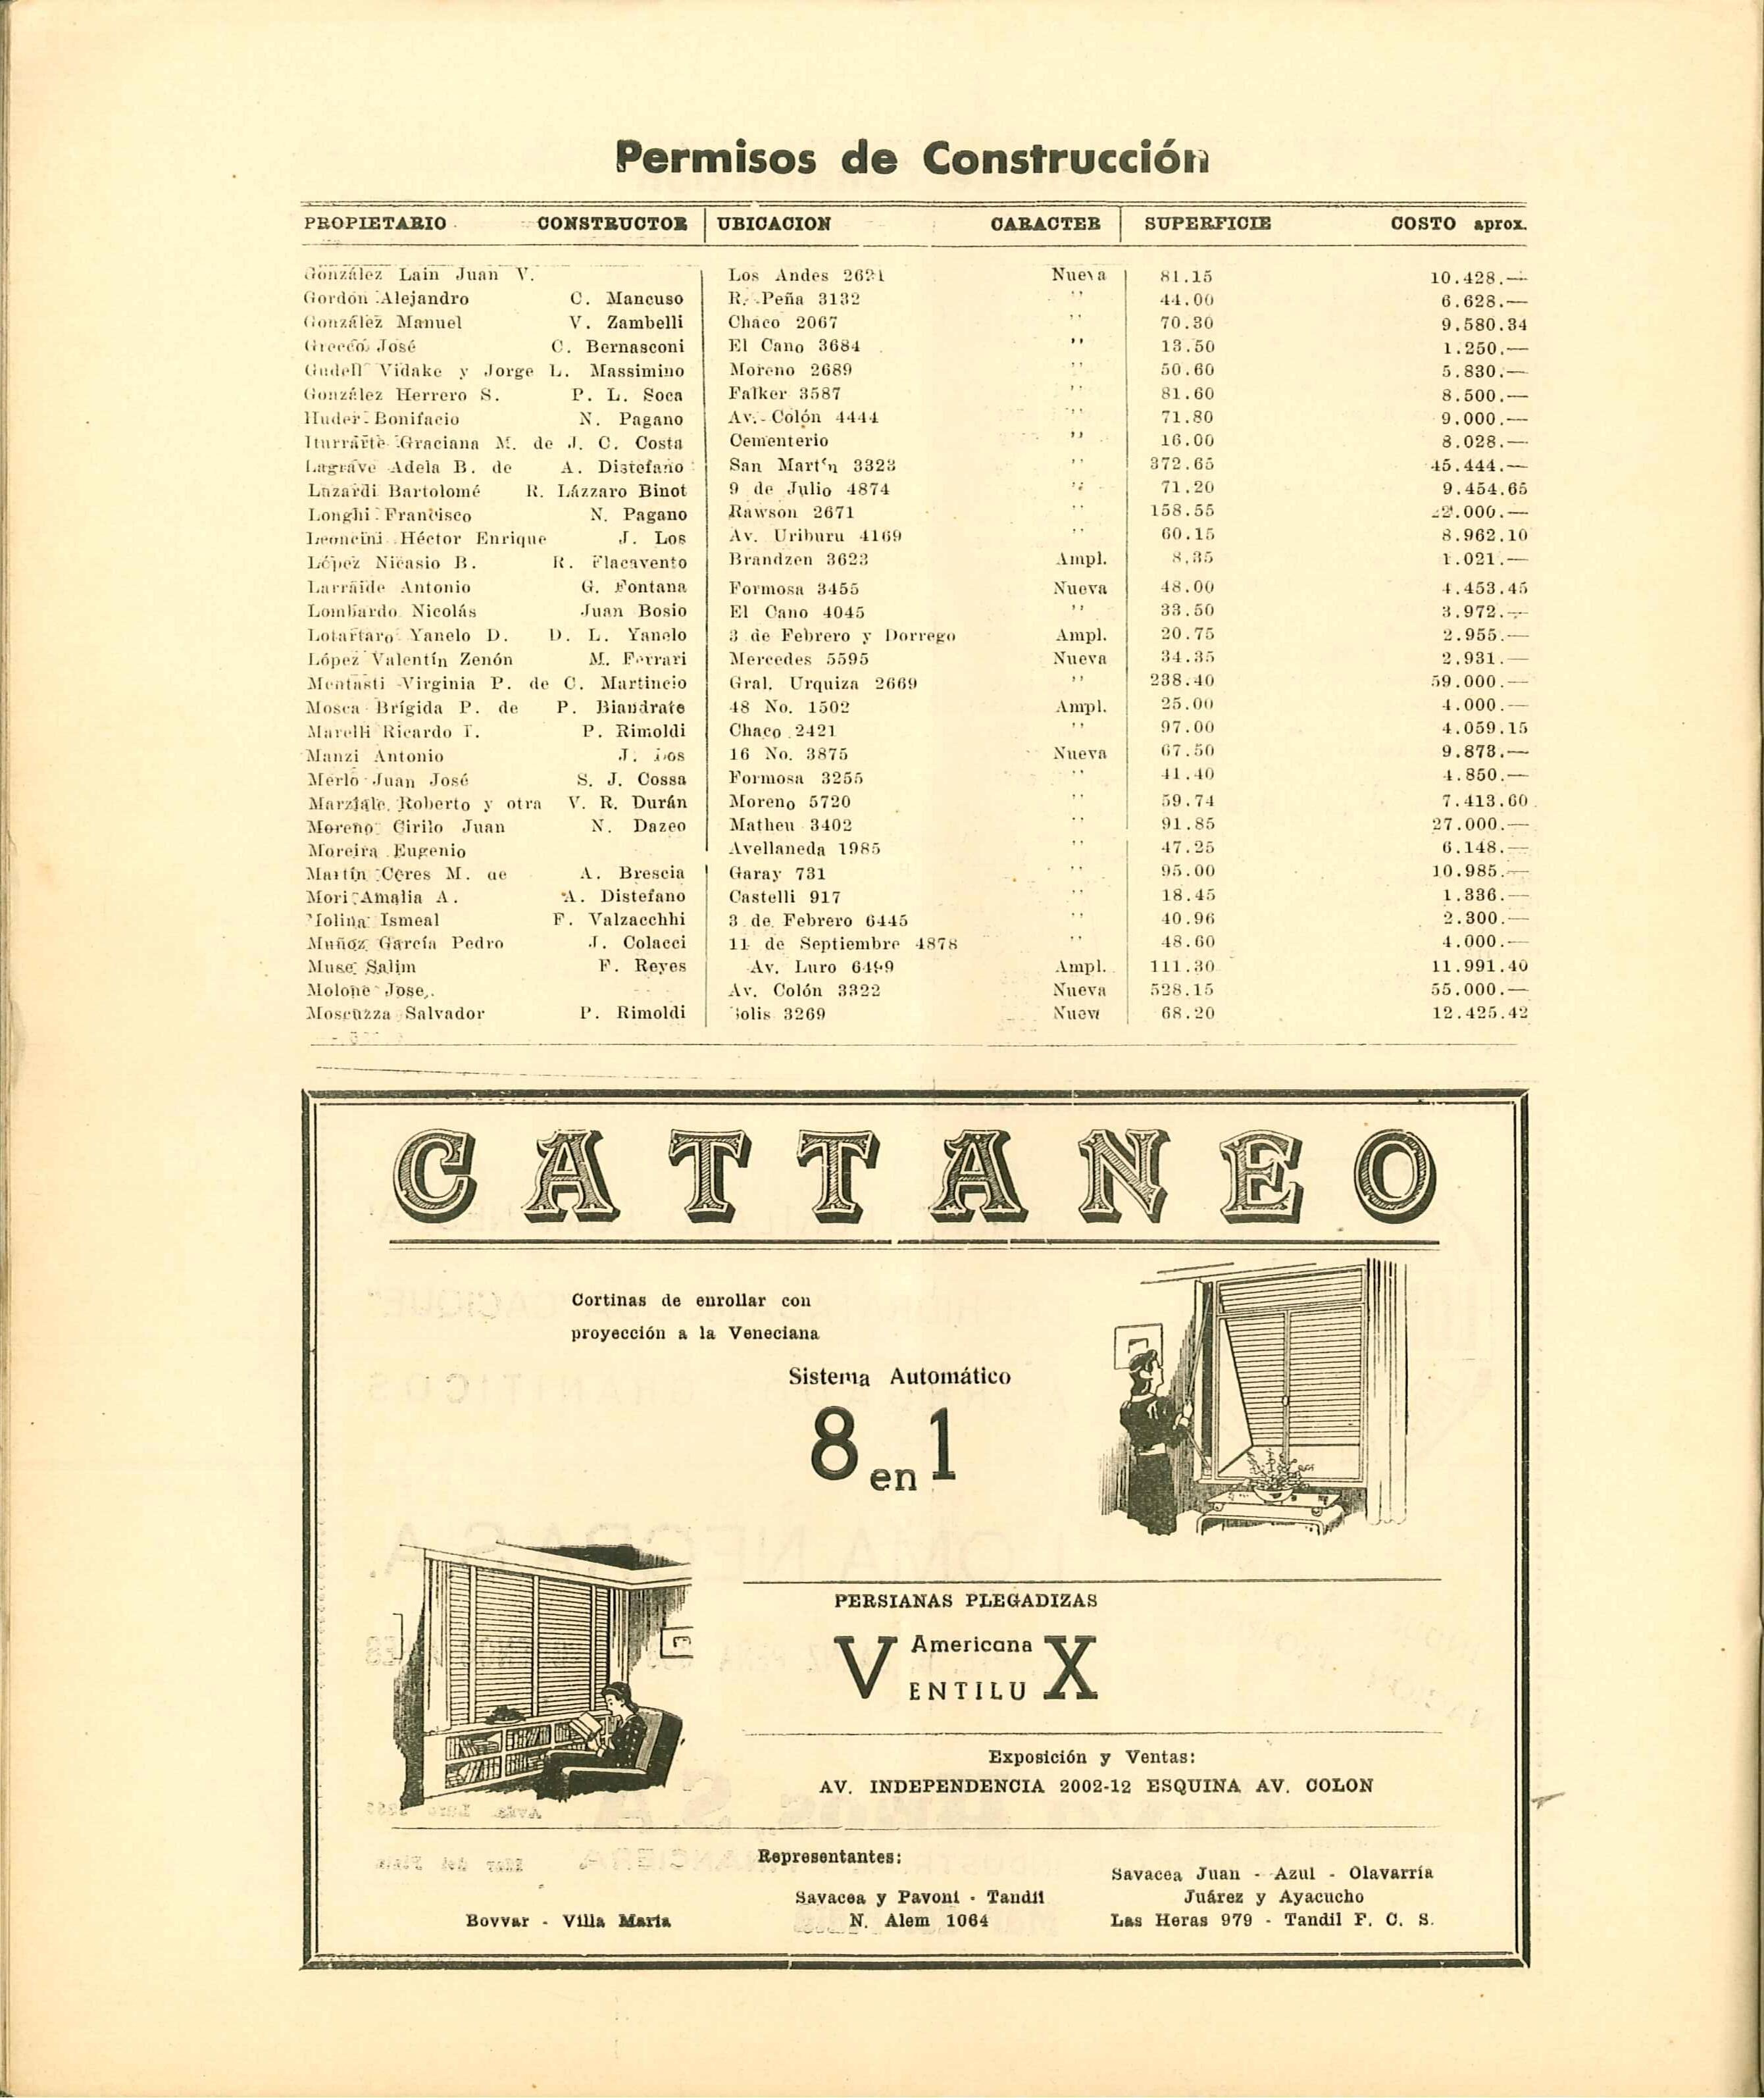 Permisos de Construcción
PROPIETARIO CONSTRUCTOR UBICACION CARACTER SUPERFICIE COSTO aprox.
González Lain Juan V. Los Andes 2621 Nueva 81.15 10.428.—
Gordon Alejandro C. Mancuso R. Peña 3132 '' 44.00 6.628.—
González Manuel V. Zambelli Chaco 2067 '' 70.30 9.580.34
Grecco José C. Bernasconi El Cano 3684 '' 13.50 1.250.—
Vidake y Jorge L. Massimino Moreno 2689 '' 50.60 5.830.—
González Herrero S. P. L. Soca Falker 3587 '' 81.60 8.500.—
Huder Bonifacio N. Pagano Av. Colón 4444 '' 71.80 9.000.—
Iturrarte Graciana M. de J. C. Costa Cementerio '' 16.00 8.028.—
Lagrave Adela B. de A. Distefano San Martín 3323 '' 372.65 45.444.—
Lazardi Bartolomé R. Lázzaro Binot 9 de Julio 4874 '' 71.20 9.454.65
Longhi Francisco N. Pagano Rawson 2671 '' 158.55
Leoncini Héctor Enrique J. Los Av. Uriburu 4169 60.15 8.962.10
López Nicasio B. R. Flacavento Brandzen 3623 Ampl. 8.35 1.021.—
Larraide Antonio G. Fontana Formosa 3455 Nueva 48.00 4.453.45
Lombardo Nicolás Juan Bosio El Cano 4045 '' 33.50 3.972.—
Lotartaro Yanelo D. D. L. Yanelo 3 de Febrero y Dorrego Ampl. 20.75 2.955.—
López Valentín Zenón M. Ferrari Mercedes 5595 Nueva 34.35 2.931.—
Mentasti Virginia P. de C. Martincio Gral. Urquiza 2669 '' 238.40 59.000.—
Mosca Brígida P. de P. Biandrate 48 No. 1502 Ampl. 25.00 4.000.—
Marelli Ricardo T. P. Rimoldi Chaco 2421 '' 97.00 4.059.15
Manzi Antonio J. Los 16 No. 3875 Nueva 67.50 9.873.—
Merlo Juan José S. J. Cossa Formosa 3255 '' 41.40 4.850.—
Marziale Roberto y otra V. R. Durán Moreno 5720 '' 59.74 7.413.60
Moreno Cirilo Juan N. Dazeo Matheu 3402 '' 91.85 27.000.—
Moreira Eugenio Avellaneda 1985 '' 47.25 6.148.—
Martín Ceres M. de A. Brescia Garay 731 '' 95.00 10.985.—
Mori Amalia A. A. Distefano Castelli 917 '' 18.45 1.336.—
Molina Ismeal F. Valzacchhi 3 de Febrero 6445 '' 40.96 2.300.—
Muñoz García Pedro J. Colacci 11 de Septiembre 4878 '' 48.60 4.000.—
Muse Salim F. Reyes Av. Luro Ampl. 111.30 11.991.40
Molone Jose Av. Colón 3322 Nueva 528.15 55.000.—
Moscuzza Salvador P. Rimoldi Solis 3269 Nueva 68.20 12.425.42
CATTANEO
Cortinas de enrollar con
proyección a la Veneciana
Sistema Automático
8 en 1
PERSIANAS PLEGADIZAS
Americana
VENTILUX
Exposición y Ventas:
AV. INDEPENDENCIA 2002-12 ESQUINA AV. COLON
Representantes:
Bovvar - Villa María
Savacea y Pavoni - Tandil
N. Alem 1064
Savacea Juan - Azul - Olavarría
Juárez y Ayacucho
Las Heras 979 - Tandil F. C. S.